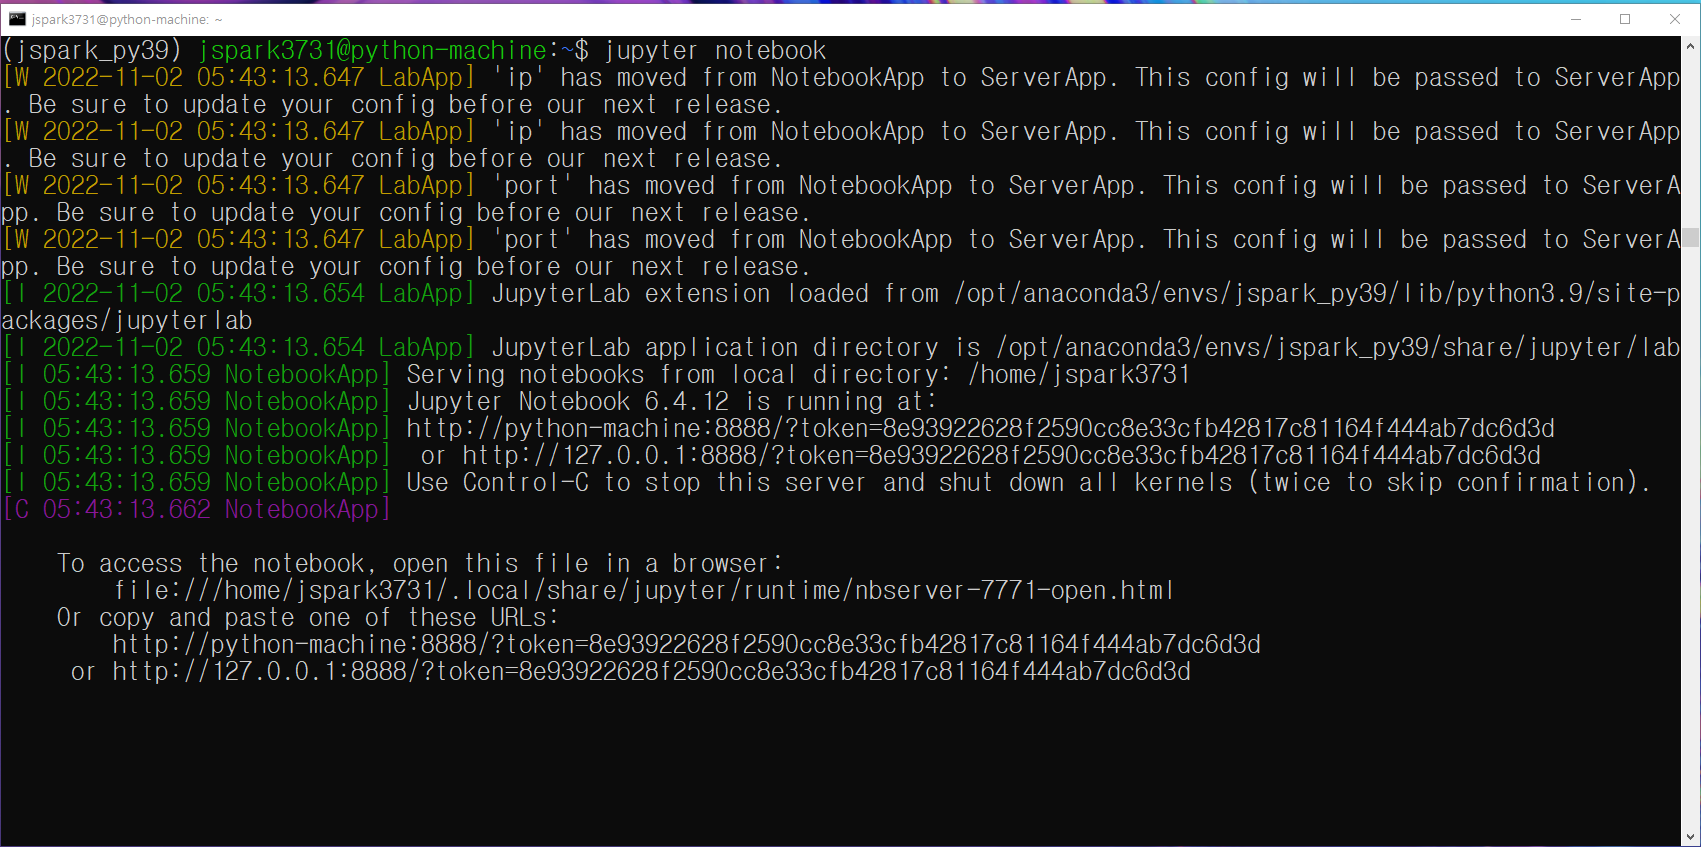 jspark3731@python-machine: ~
(jspark_py39) jspark3731@python-machine:~$ jupyter notebook
[W 2022-11-02 05:43:13.647 LabApp] 'ip' has moved from NotebookApp to ServerApp. This config will be passed to ServerApp
. Be sure to update your config before our next release.
[W 2022-11-02 05:43:13.647 LabApp] 'ip' has moved from NotebookApp to ServerApp. This config will be passed to ServerApp
. Be sure to update your config before our next release.
[W 2022-11-02 05:43:13.647 LabApp] 'port' has moved from NotebookApp to ServerApp. This config will be passed to ServerA
pp. Be sure to update your config before our next release.
[W 2022-11-02 05:43:13.647 LabApp] 'port' has moved from NotebookApp to ServerApp. This config will be passed to ServerA
pp. Be sure to update your config before our next release.
[I 2022-11-02 05:43:13.654 LabApp] JupyterLab extension loaded from /opt/anaconda3/envs/jspark_py39/lib/python3.9/site-p
ackages/jupyterlab
[I 2022-11-02 05:43:13.654 LabApp] JupyterLab application directory is /opt/anaconda3/envs/jspark_py39/share/jupyter/lab
[I 05:43:13.659 NotebookApp] Serving notebooks from local directory: /home/jspark3731
[I 05:43:13.659 NotebookApp] Jupyter Notebook 6.4.12 is running at:
[I 05:43:13.659 NotebookApp] http://python-machine:8888/?token=8e93922628f2590cc8e33cfb42817c81164f444ab7dc6d3d
[I 05:43:13.659 NotebookApp]  or http://127.0.0.1:8888/?token=8e93922628f2590cc8e33cfb42817c81164f444ab7dc6d3d
[I 05:43:13.659 NotebookApp] Use Control-C to stop this server and shut down all kernels (twice to skip confirmation).
[C 05:43:13.662 NotebookApp]
To access the notebook, open this file in a browser:
file:///home/jspark3731/.local/share/jupyter/runtime/nbserver-7771-open.html
Or copy and paste one of these URLs:
http://python-machine:8888/?token=8e93922628f2590cc8e33cfb42817c81164f444ab7dc6d3d
or http://127.0.0.1:8888/?token=8e93922628f2590cc8e33cfb42817c81164f444ab7dc6d3d